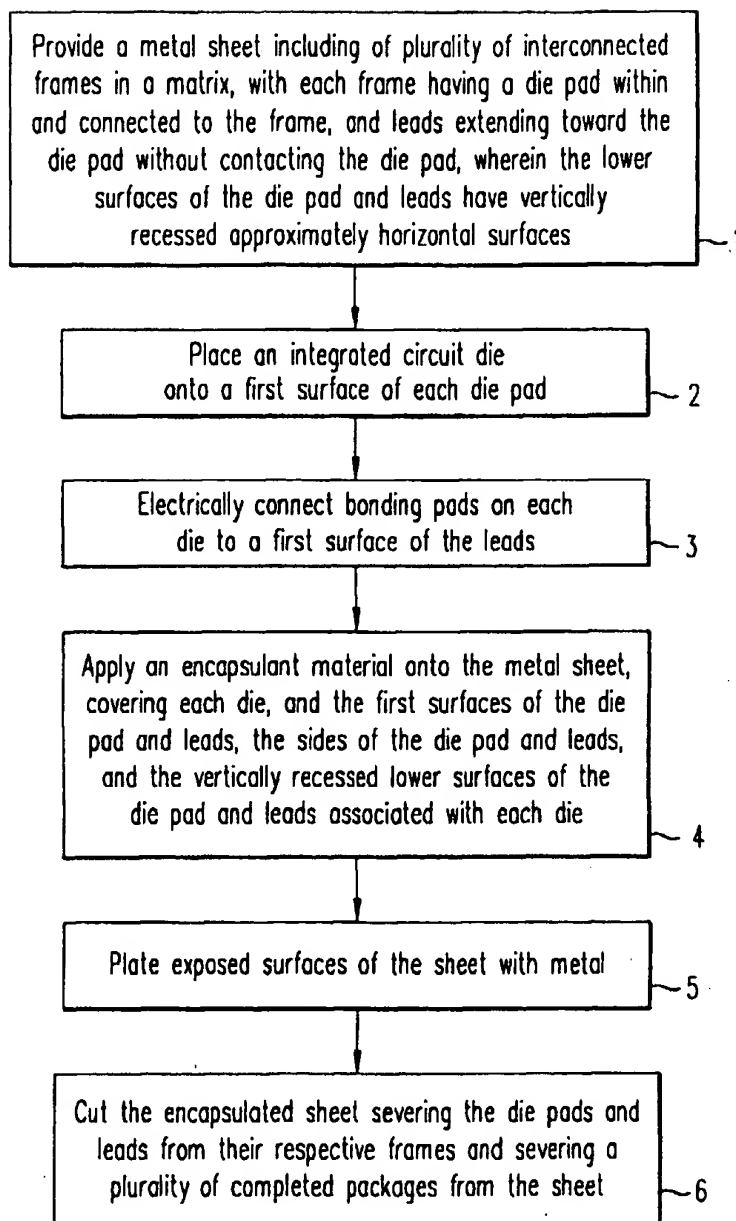 Provide a metal sheet including of plurality of interconnected
frames in a matrix, with each frame having a die pad within
and connected to the frame, and leads extending toward the
die pad without contacting the die pad, wherein the lower
surfaces of the die pad and leads have vertically
recessed approximately horizontal surfaces
Place an integrated circuit die
onto a first surface of each die pad
2
Electrically connect bonding pads on each
die to a first surface of the leads
3
Apply an encapsulant material onto the metal sheet,
covering each die, and the first surfaces of the die
pad and leads, the sides of the die pad and leads,
and the vertically recessed lower surfaces of the
die pad and leads associated with each die
4
Plate exposed surfaces of the sheet with metal
5
Cut the encapsulated sheet severing the die pads and
leads from their respective frames and severing a
plurality of completed packages from the sheet
6